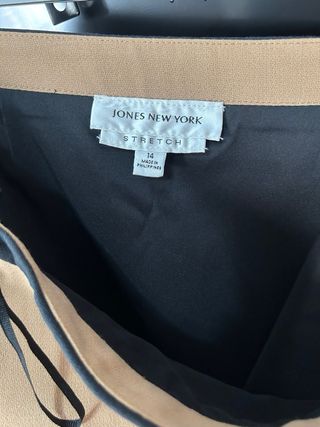 JONES NEW YORK
STRETCH
14
MADE IN
PHILIPPINES